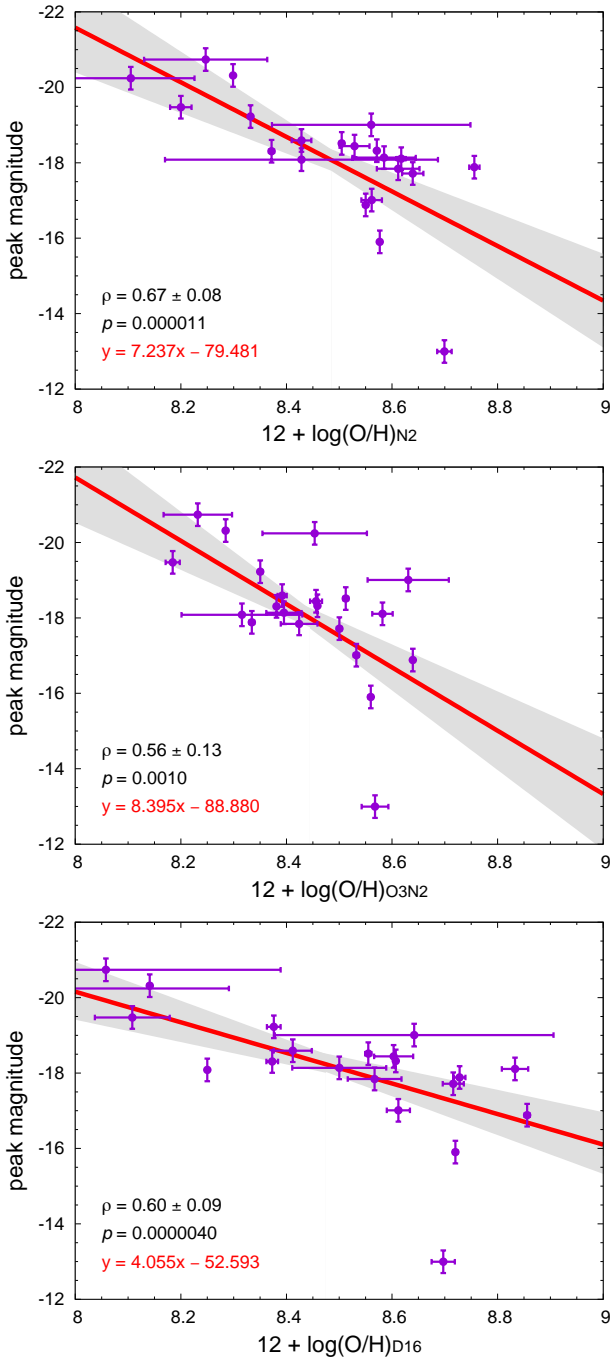 -22
-20
-18
-16
-14
-12
peak magnitude
ρ = 0.67 ± 0.08
p = 0.000011
y = 7.237x − 79.481
8 8.2 8.4 8.6 8.8 9
12 + log(O/H)N2
-22
-20
-18
-16
-14
-12
peak magnitude
ρ = 0.56 ± 0.13
p = 0.0010
y = 8.395x − 88.880
8 8.2 8.4 8.6 8.8 9
12 + log(O/H)O3N2
-22
-20
-18
-16
-14
-12
peak magnitude
ρ = 0.60 ± 0.09
p = 0.0000040
y = 4.055x − 52.593
8 8.2 8.4 8.6 8.8 9
12 + log(O/H)D16